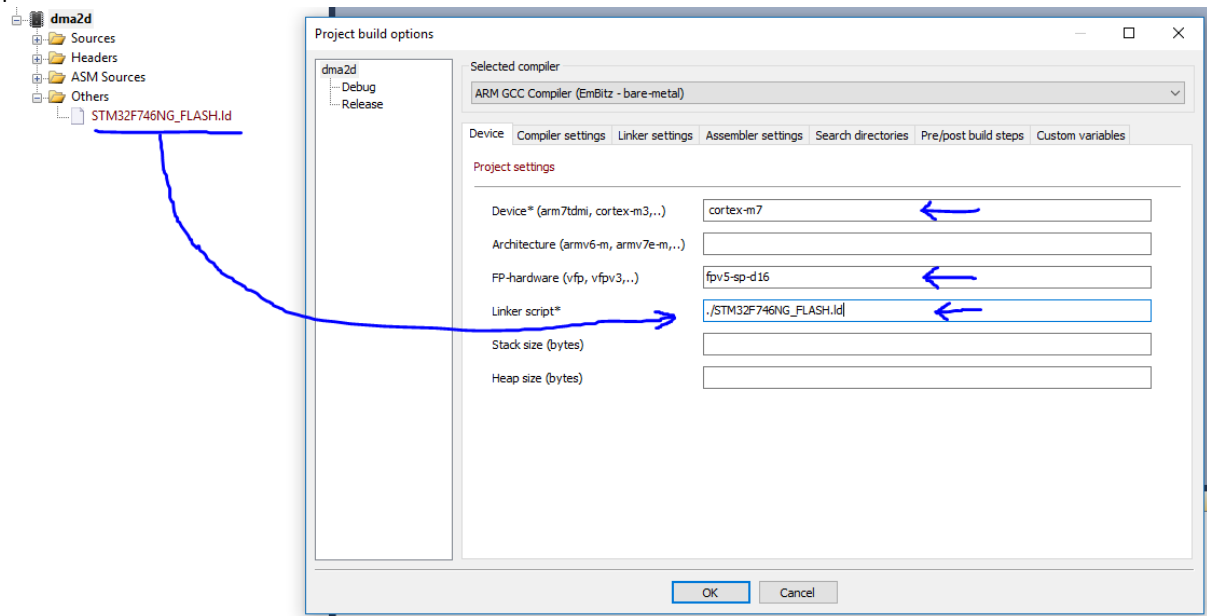 dma2d
Sources
Headers
ASM Sources
Others
STM32F746NG_FLASH.ld
Project build options
dma2d
Debug
Release
Selected compiler
ARM GCC Compiler (EmBitz - bare-metal)
Device Compiler settings Linker settings Assembler settings Search directories Pre/post build steps Custom variables
Project settings
Device* (arm7tdmi, cortex-m3,..) cortex-m7
Architecture (armv6-m, armv7e-m,..)
FP-hardware (vfp, vfpv3,..) fpv5-sp-d16
Linker script* ./STM32F746NG_FLASH.ld
Stack size (bytes)
Heap size (bytes)
OK Cancel